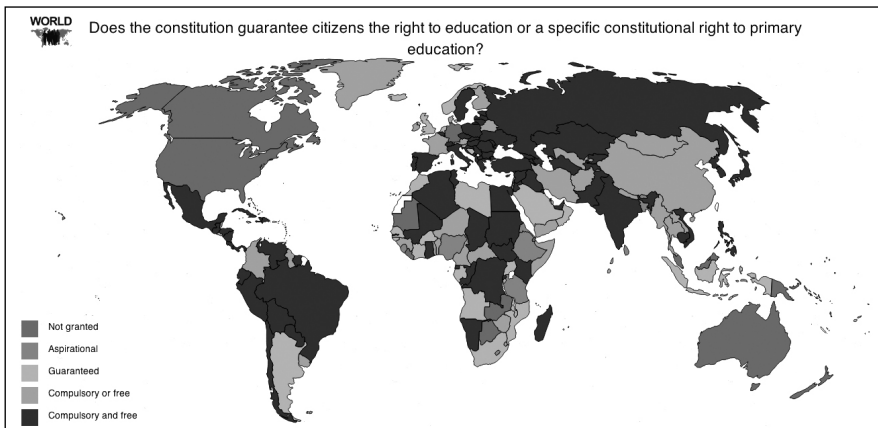 WORLD
Does the constitution guarantee citizens the right to education or a specific constitutional right to primary
education?
Not granted
Aspirational
Guaranteed
Compulsory or free
Compulsory and free